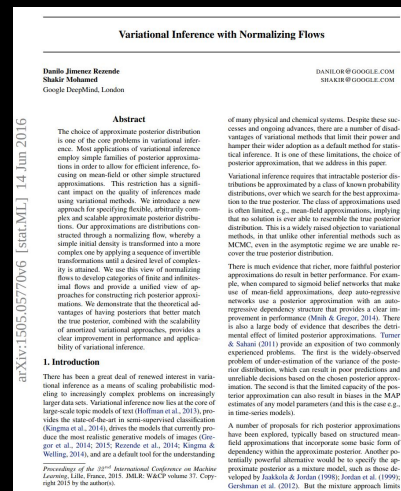 Variational Inference with Normalizing Flows
Danilo Jimenez Rezende
Shakir Mohamed
Google DeepMind, London
DANILOR@GOOGLE.COM
SHAKIR@GOOGLE.COM
arXiv:1505.05770v6 [stat.ML] 14 Jun 2016
Abstract
The choice of approximate posterior distribution
is one of the core problems in variational infer-
ence. Most applications of variational inference
employ simple families of posterior approxima-
tions in order to allow for efficient inference, fo-
cusing on mean-field or other simple structured
approximations. This restriction has a signifi-
cant impact on the quality of inferences made
using variational methods. We introduce a new
approach for specifying flexible, arbitrarily com-
plex and scalable approximate posterior distribu-
tions. Our approximations are distributions con-
structed through a normalizing flow, whereby a
simple initial density is transformed into a more
complex one by applying a sequence of invertible
transformations until a desired level of complex-
ity is attained. We use this view of normalizing
flows to develop categories of finite and infinites-
imal flows and provide a unified view of ap-
proaches for constructing rich posterior approxi-
mations. We demonstrate that the theoretical ad-
vantages of having posteriors that better match
the true posterior, combined with the scalability
of amortized variational approaches, provides a
clear improvement in performance and applica-
bility of variational inference.
1. Introduction
There has been a great deal of renewed interest in varia-
tional inference as a means of scaling probabilistic mod-
eling to increasingly complex problems on increasingly
larger data sets. Variational inference now lies at the core of
large-scale topic models of text (Hoffman et al., 2013), pro-
vides the state-of-the-art in semi-supervised classification
(Kingma et al., 2014), drives the models that currently pro-
duce the most realistic generative models of images (Gre-
gor et al., 2014; 2015; Rezende et al., 2014; Kingma &
Welling, 2014), and are a default tool for the understanding
Proceedings of the 32nd International Conference on Machine
Learning, Lille, France, 2015. JMLR: W&CP volume 37. Copy-
right 2015 by the author(s).
of many physical and chemical systems. Despite these suc-
cesses and ongoing advances, there are a number of disad-
vantages of variational methods that limit their power and
hamper their wider adoption as a default method for statis-
tical inference. It is one of these limitations, the choice of
posterior approximation, that we address in this paper.
Variational inference requires that intractable posterior dis-
tributions be approximated by a class of known probability
distributions, over which we search for the best approxima-
tion to the true posterior. The class of approximations used
is often limited, e.g., mean-field approximations, implying
that no solution is ever able to resemble the true posterior
distribution. This is a widely raised objection to variational
methods, in that unlike other inferential methods such as
MCMC, even in the asymptotic regime we are unable re-
cover the true posterior distribution.
There is much evidence that richer, more faithful posterior
approximations do result in better performance. For exam-
ple, when compared to sigmoid belief networks that make
use of mean-field approximations, deep auto-regressive
networks use a posterior approximation with an auto-
regressive dependency structure that provides a clear im-
provement in performance (Mnih & Gregor, 2014). There
is also a large body of evidence that describes the detri-
mental effect of limited posterior approximations. Turner
& Sahani (2011) provide an exposition of two commonly
experienced problems. The first is the widely-observed
problem of under-estimation of the variance of the poste-
rior distribution, which can result in poor predictions and
unreliable decisions based on the chosen posterior approx-
imation. The second is that the limited capacity of the pos-
terior approximation can also result in biases in the MAP
estimates of any model parameters (and this is the case e.g.,
in time-series models).
A number of proposals for rich posterior approximations
have been explored, typically based on structured mean-
field approximations that incorporate some basic form of
dependency within the approximate posterior. Another po-
tentially powerful alternative would be to specify the ap-
proximate posterior as a mixture model, such as those de-
veloped by Jaakkola & Jordan (1998); Jordan et al. (1999);
Gershman et al. (2012). But the mixture approach limits